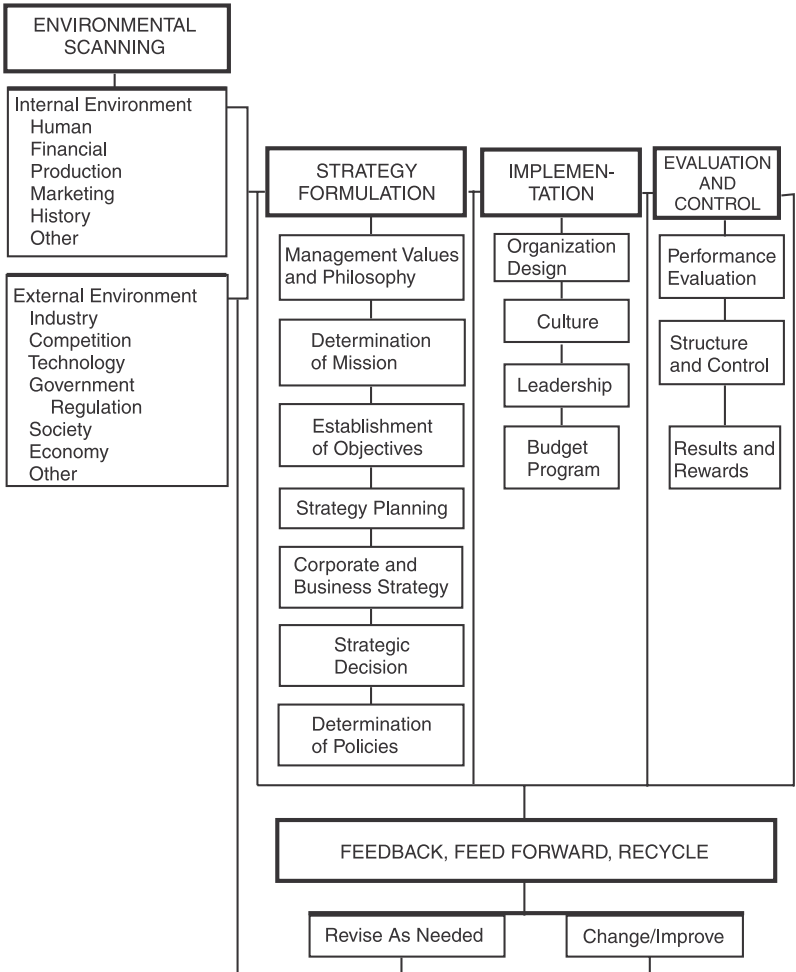 ENVIRONMENTAL
SCANNING
Internal Environment
Human
Financial
Production
Marketing
History
Other
External Environment
Industry
Competition
Technology
Government
Regulation
Society
Economy
Other
STRATEGY
FORMULATION
Management Values
and Philosophy
Determination
of Mission
Establishment
of Objectives
Strategy Planning
Corporate and
Business Strategy
Strategic
Decision
Determination
of Policies
IMPLEMEN-
TATION
Organization
Design
Culture
Leadership
Budget
Program
EVALUATION
AND
CONTROL
Performance
Evaluation
Structure
and Control
Results and
Rewards
FEEDBACK, FEED FORWARD, RECYCLE
Revise As Needed
Change/Improve